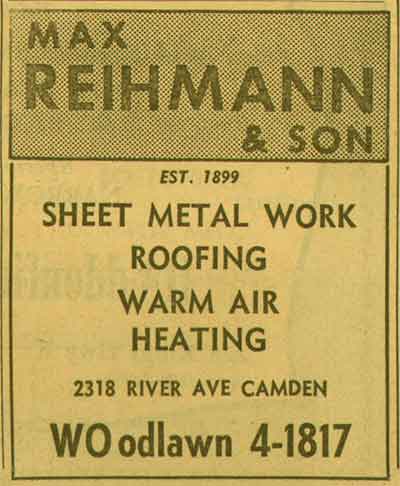 MAX
REIHMANN
& SON
EST. 1899
SHEET METAL WORK
ROOFING
WARM AIR
HEATING
2318 RIVER AVE CAMDEN
WOodlawn 4-1817